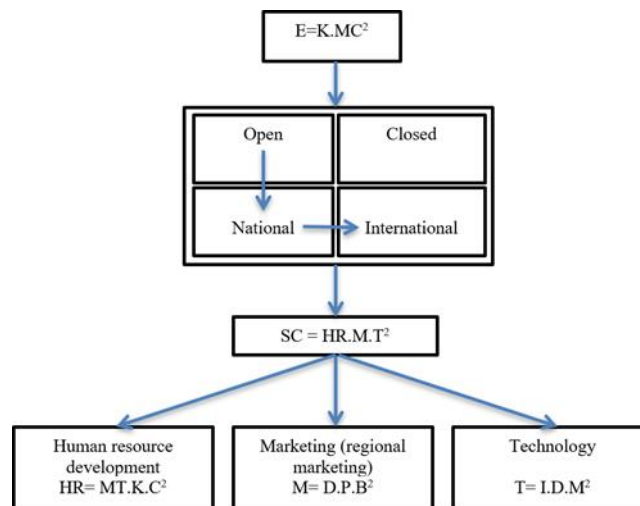 E=K.MC²
Open
Closed
National
International
SC = HR.M.T²
Human resource
development
HR= MT.K.C²
Marketing (regional
marketing)
M= D.P.B²
Technology
T= I.D.M²